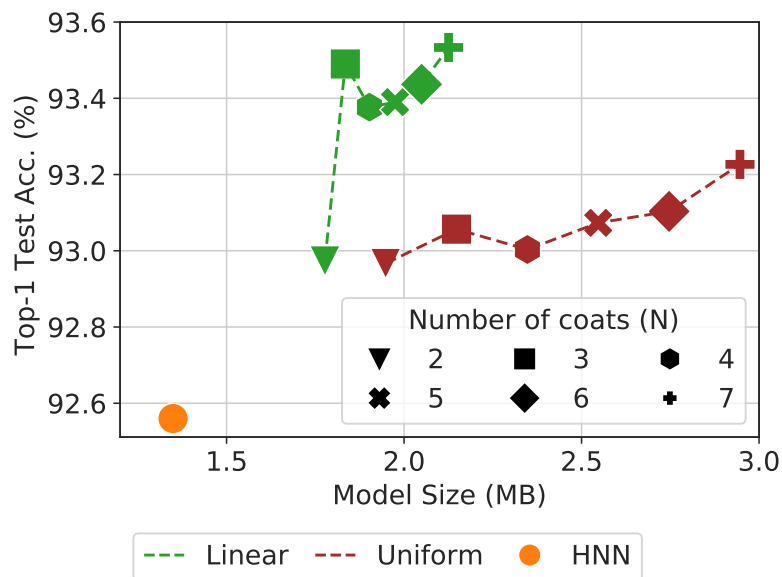 93.6
93.4
93.2
93.0
92.8
92.6
Top-1 Test Acc. (%)
Number of coats (N)
2 3 4
5 6 7
1.5 2.0 2.5 3.0
Model Size (MB)
Linear Uniform HNN